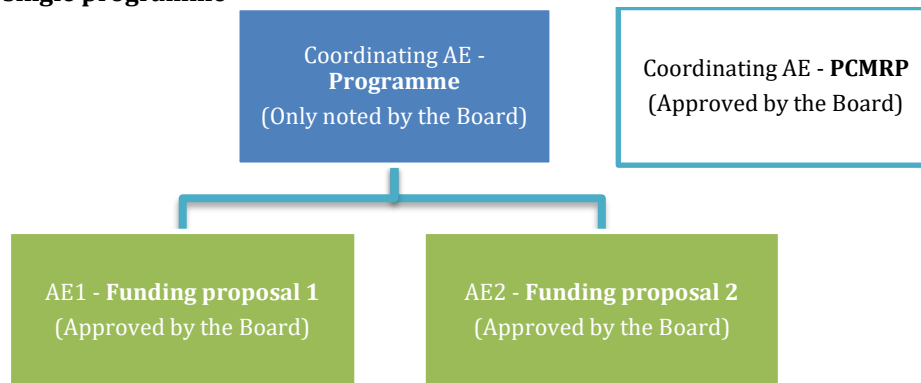 single programme
Coordinating AE -
Programme
(Only noted by the Board)
Coordinating AE - PCMRP
(Approved by the Board)
AE1 - Funding proposal 1
(Approved by the Board)
AE2 - Funding proposal 2
(Approved by the Board)